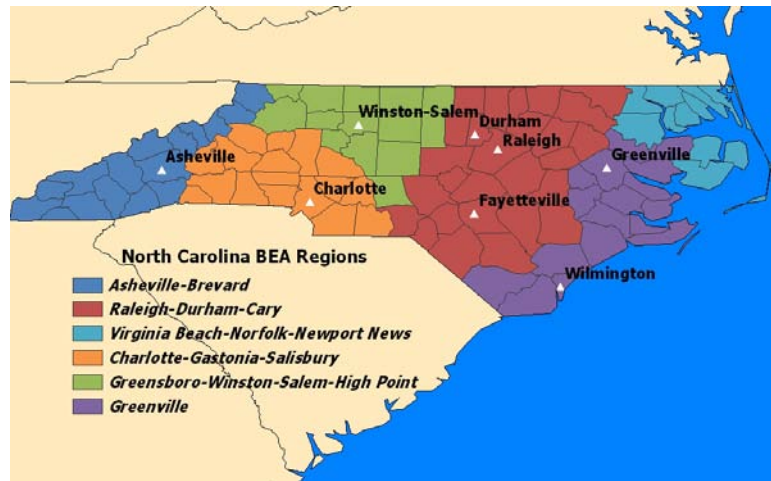 Winston-Salem
Durham
Raleigh
Asheville
Greenville
Charlotte
Fayetteville
Wilmington
North Carolina BEA Regions
Asheville-Brevard
Raleigh-Durham-Cary
Virginia Beach-Norfolk-Newport News
Charlotte-Gastonia-Salisbury
Greensboro-Winston-Salem-High Point
Greenville